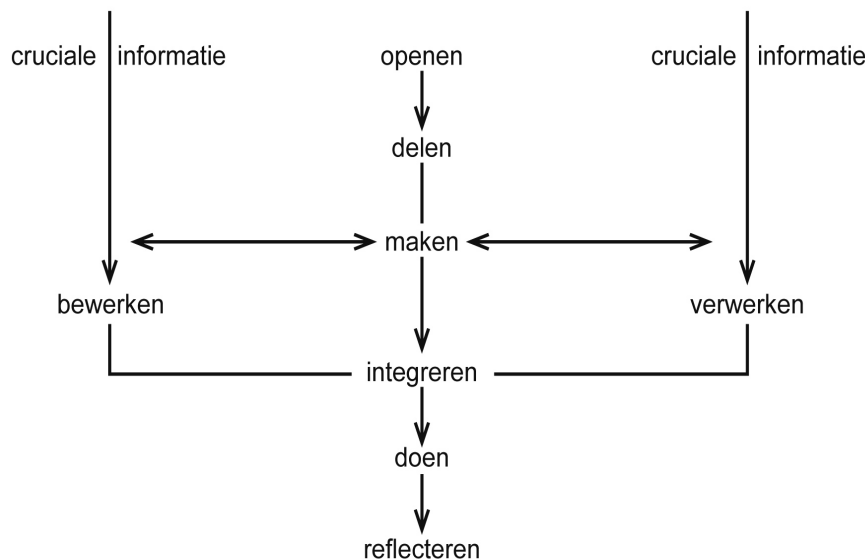 cruciale informatie openen cruciale informatie
delen
maken
bewerken verwerken
integreren
doen
reflecteren